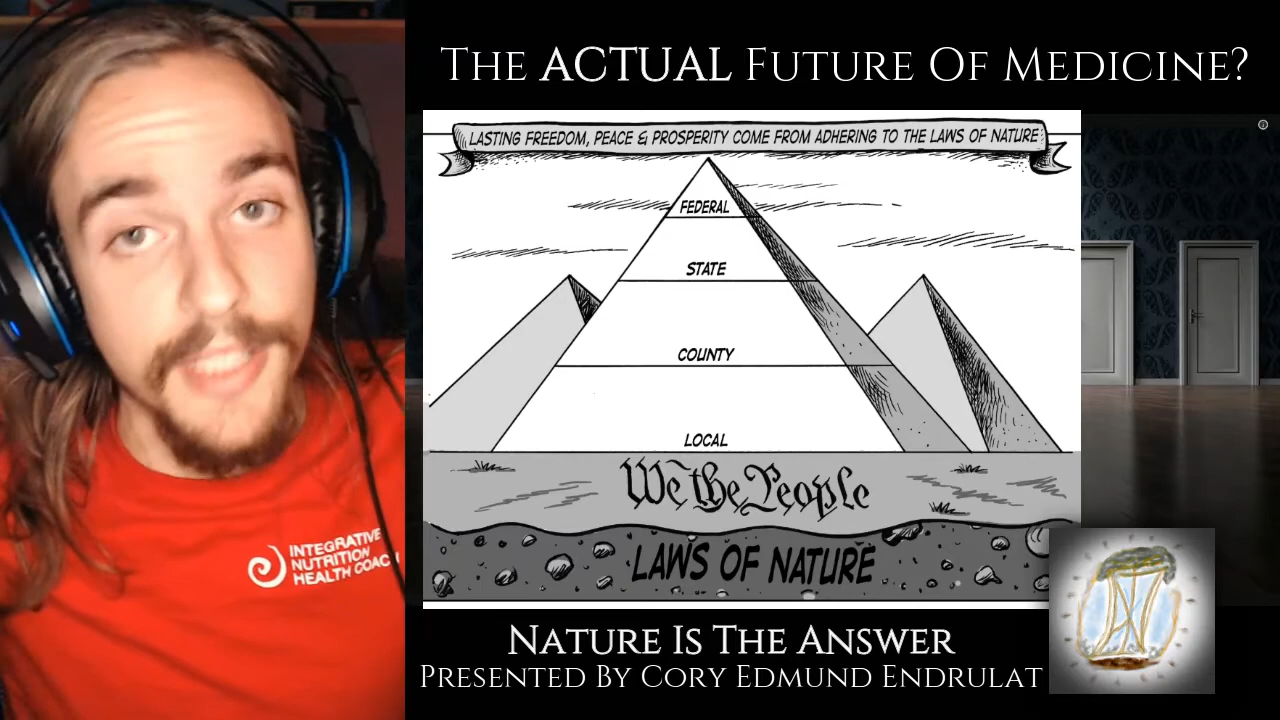 The ACTUAL Future Of Medicine?
LASTING FREEDOM, PEACE & PROSPERITY COME FROM ADHERING TO THE LAWS OF NATURE
FEDERAL
STATE
COUNTY
LOCAL
We the People
LAWS OF NATURE
INTEGRATIVE
NUTRITION
HEALTH COACH
Nature Is The Answer
Presented By Cory Edmund Endrulat